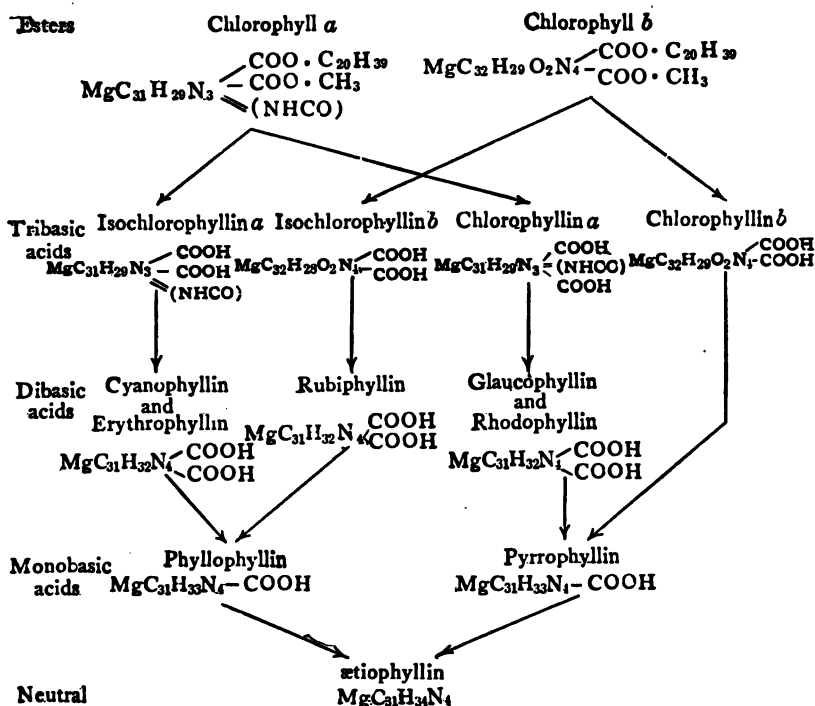 Esters Chlorophyll a Chlorophyll b
MgC31H29N3 COO·C20H39 COO·CH3 (NHCO)
MgC32H29O2N4 COO·C20H39 COO·CH3
Tribasic acids
Isochlorophyllin a Isochlorophyllin b Chlorophyllin a Chlorophyllin b
MgC31H29N3 COOH COOH (NHCO)
MgC32H28O2N4 COOH COOH
MgC31H29N3 COOH (NHCO) COOH
MgC32H29O2N4 COOH COOH
Dibasic acids
Cyanophyllin and Erythrophyllin
MgC31H32N4 COOH COOH
Rubiphyllin
MgC31H32N4 COOH COOH
Glaucophyllin and Rhodophyllin
MgC31H32N4 COOH COOH
Monobasic acids
Phyllophyllin
MgC31H33N4–COOH
Pyrrophyllin
MgC31H33N4–COOH
ætiophyllin
Neutral MgC31H34N4